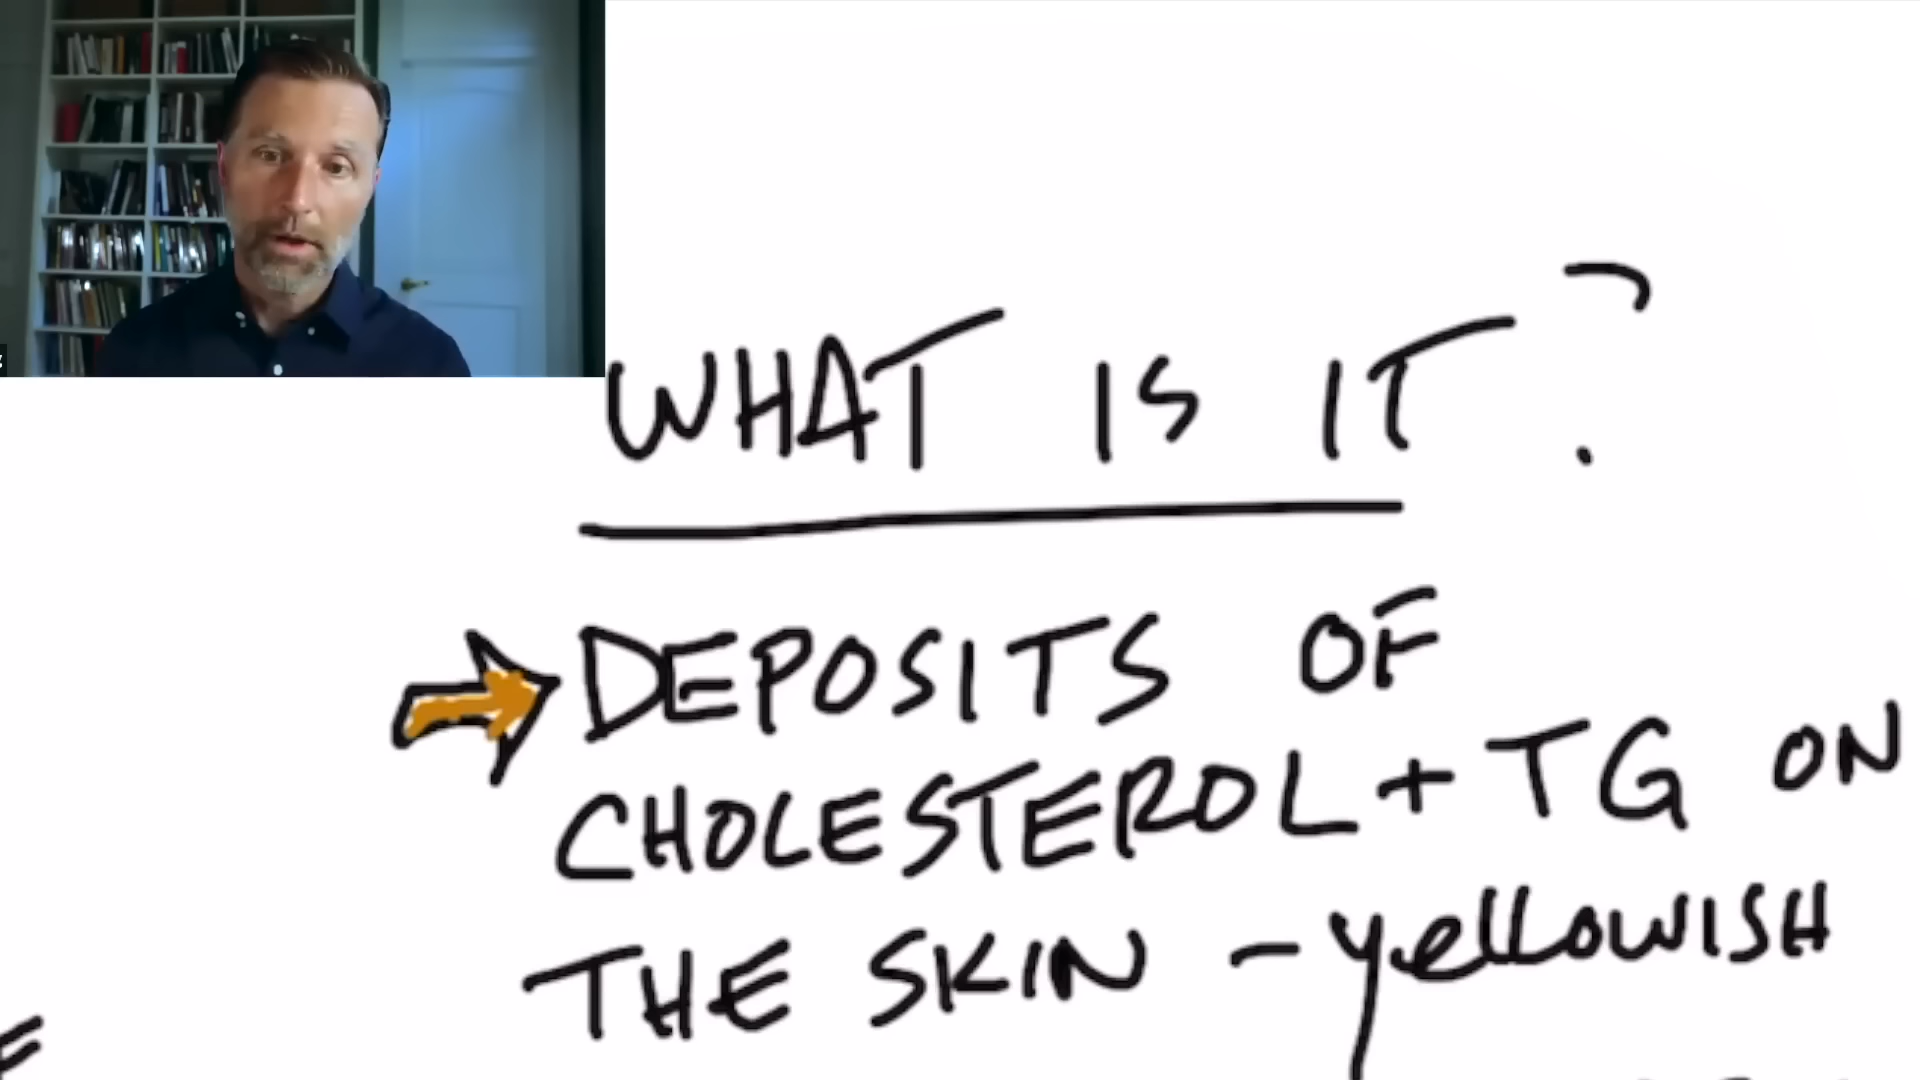 WHAT IS IT?
DEPOSITS OF
CHOLESTEROL + TG ON
THE SKIN - yellowISH